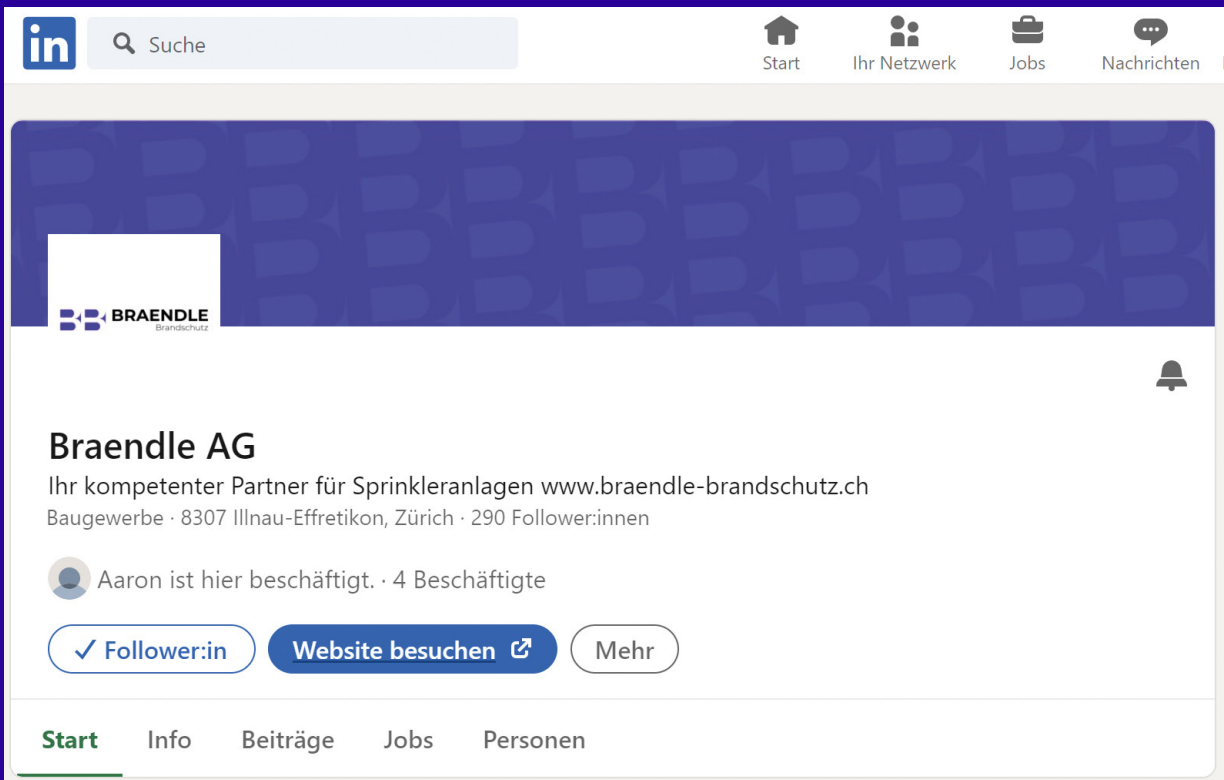 in Suche
Start Ihr Netzwerk Jobs Nachrichten
BRAENDLE
Brandschutz
Braendle AG
Ihr kompetenter Partner für Sprinkleranlagen www.braendle-brandschutz.ch
Baugewerbe · 8307 Illnau-Effretikon, Zürich · 290 Follower:innen
Aaron ist hier beschäftigt. · 4 Beschäftigte
✓ Follower:in Website besuchen Mehr
Start Info Beiträge Jobs Personen